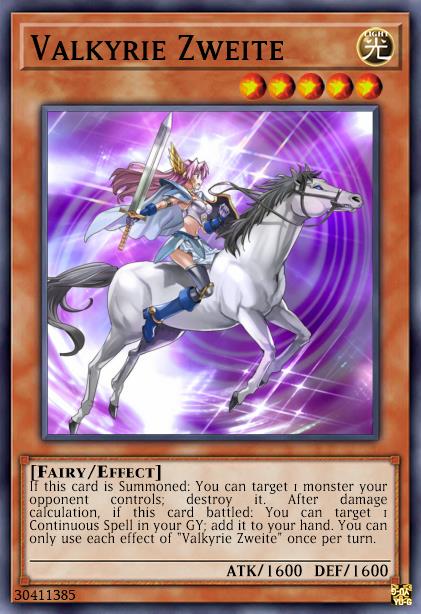 VALKYRIE ZWEITE
LIGHT
光
[FAIRY/EFFECT]
If this card is Summoned: You can target 1 monster your
opponent controls; destroy it. After damage
calculation, if this card battled: You can target 1
Continuous Spell in your GY; add it to your hand. You can
only use each effect of "Valkyrie Zweite" once per turn.
ATK/1600 DEF/1600
30411385